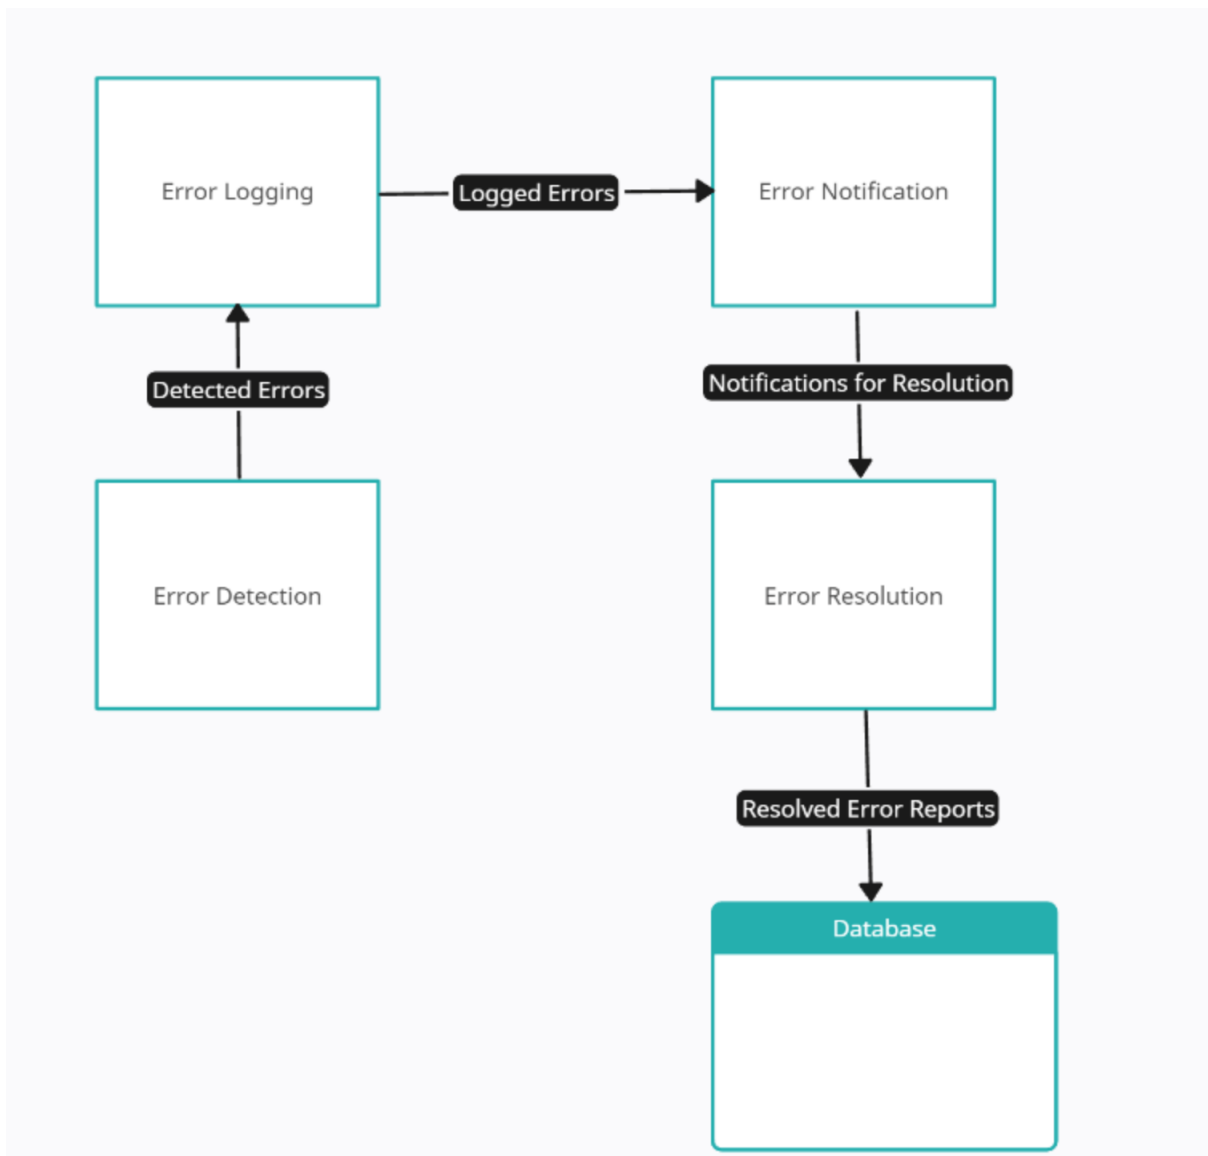 Error Logging
Logged Errors
Error Notification
Detected Errors
Notifications for Resolution
Error Detection
Error Resolution
Resolved Error Reports
Database